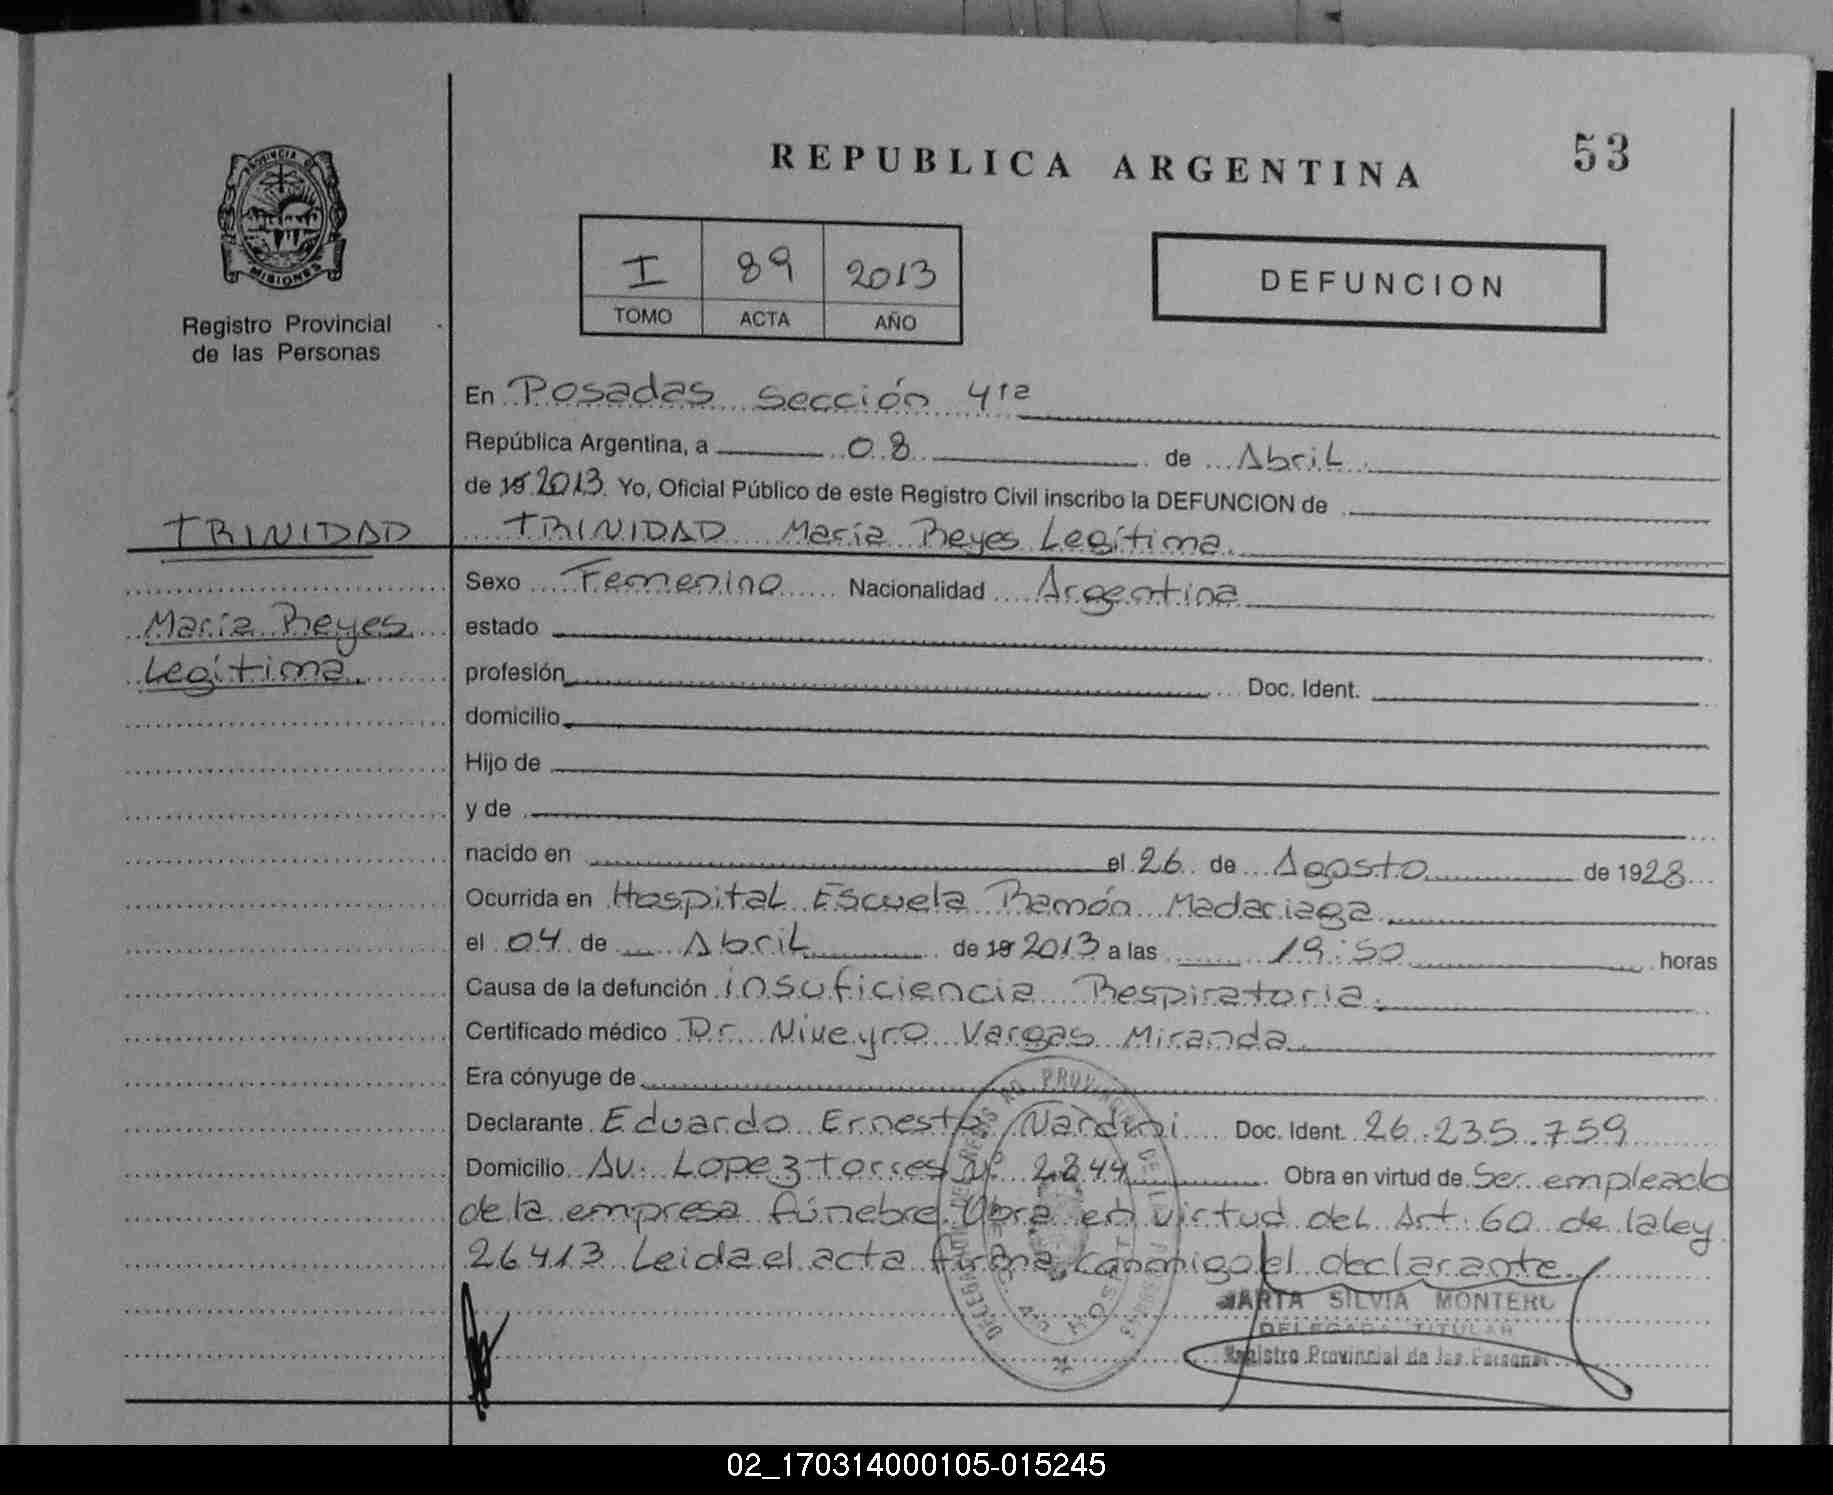 REPUBLICA ARGENTINA
53
PROVINCIA DE
MISIONES
Registro Provincial
de las Personas
I 89 2013
TOMO ACTA AÑO
DEFUNCION
En Posadas sección 4ta
República Argentina, a 08 de Abril
de 19 2013 Yo, Oficial Público de este Registro Civil inscribo la DEFUNCION de
TRINIDAD
TRINIDAD María Reyes Legítima
Sexo Femenino Nacionalidad Argentina
María Reyes
estado
Legítima
profesión Doc. Ident.
domicilio
Hijo de
y de
nacido en el 26 de Agosto de 1928
Ocurrida en Hospital Escuela Ramón Madariaga
el 04 de Abril de 19 2013 a las 19:50 horas
Causa de la defunción insuficiencia Respiratoria.
Certificado médico Dr. Niveyro Vargas Miranda
Era cónyuge de
Declarante Eduardo Ernesto Nardini Doc. Ident. 26.235.759
Domicilio Av. Lopez torres Nº 2844 Obra en virtud de Ser empleado
de la empresa fúnebre. Obra en virtud del Art. 60 de la ley
26413 Leida el acta firma conmigo el declarante.
MARTA SILVIA MONTERO
DELEGADA TITULAR
Registro Provincial de las Personas
02_170314000105-015245